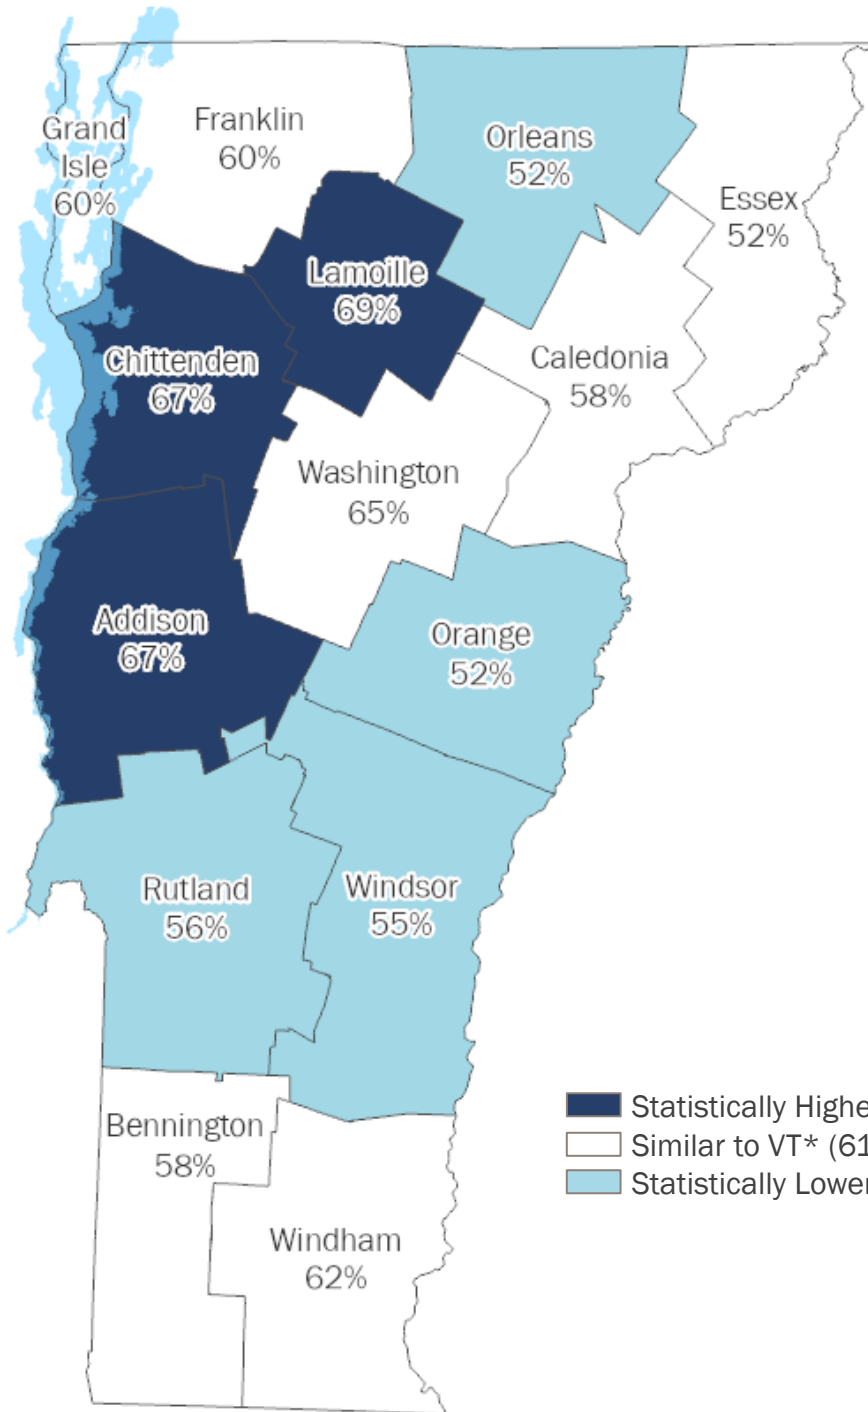 Grand
Isle
60%
Franklin
60%
Orleans
52%
Essex
52%
Lamoille
69%
Chittenden
67%
Caledonia
58%
Washington
65%
Addison
67%
Orange
52%
Rutland
56%
Windsor
55%
Statistically Highe
Similar to VT* (61
Statistically Lower
Bennington
58%
Windham
62%